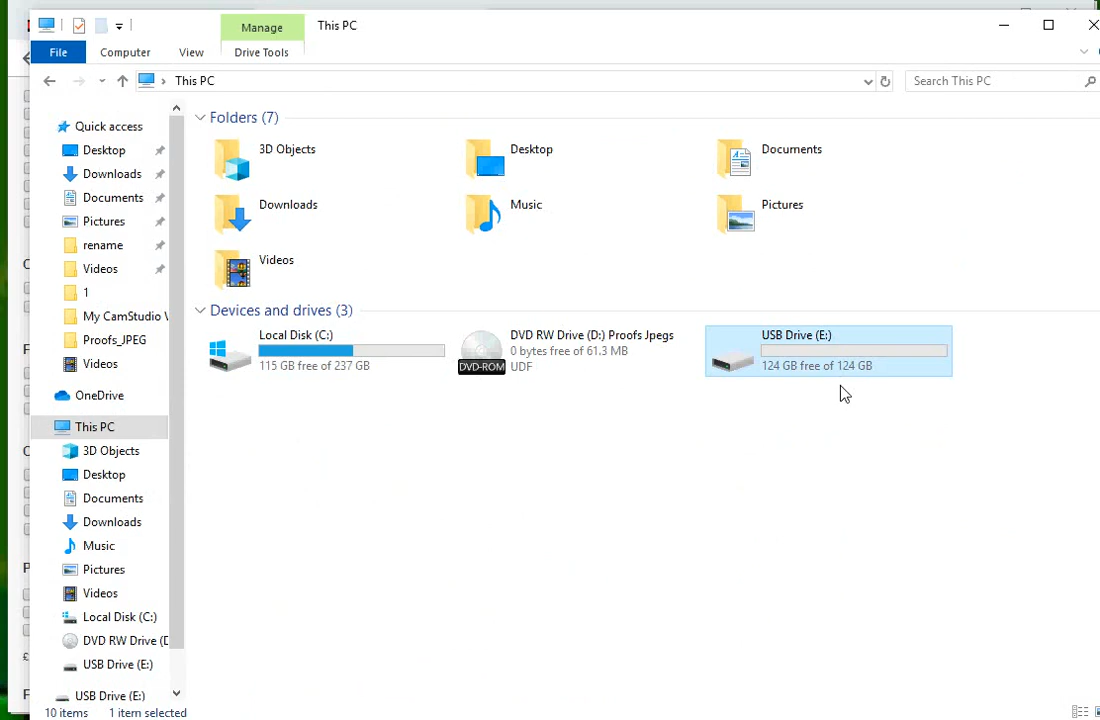 Manage
This PC
File
Computer
View
Drive Tools
This PC
Search This PC
Quick access
Desktop
Downloads
Documents
Pictures
rename
Videos
1
My CamStudio V
Proofs_JPEG
Videos
OneDrive
This PC
3D Objects
Desktop
Documents
Downloads
Music
Pictures
Videos
Local Disk (C:)
DVD RW Drive (D
USB Drive (E:)
USB Drive (E:)
Folders (7)
3D Objects
Desktop
Documents
Downloads
Music
Pictures
Videos
Devices and drives (3)
Local Disk (C:)
115 GB free of 237 GB
DVD RW Drive (D:) Proofs Jpegs
0 bytes free of 61.3 MB
UDF
DVD-ROM
USB Drive (E:)
124 GB free of 124 GB
10 items
1 item selected